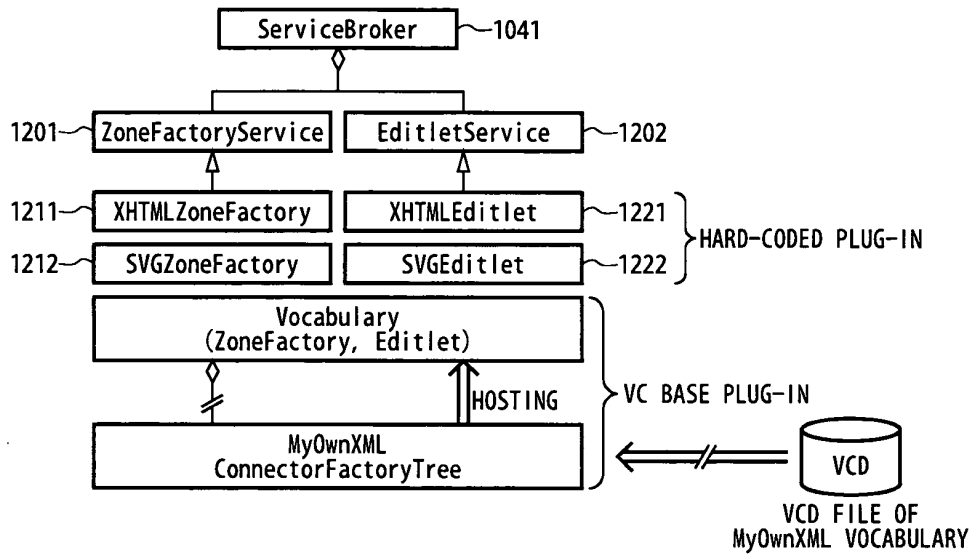 ServiceBroker 1041
1201 ZoneFactoryService EditletService 1202
1211 XHTMLZoneFactory XHTMLEditlet 1221
HARD-CODED PLUG-IN
1212 SVGZoneFactory SVGEditlet 1222
Vocabulary
(ZoneFactory, Editlet)
HOSTING VC BASE PLUG-IN
MyOwnXML
ConnectorFactoryTree
VCD
VCD FILE OF
MyOwnXML VOCABULARY